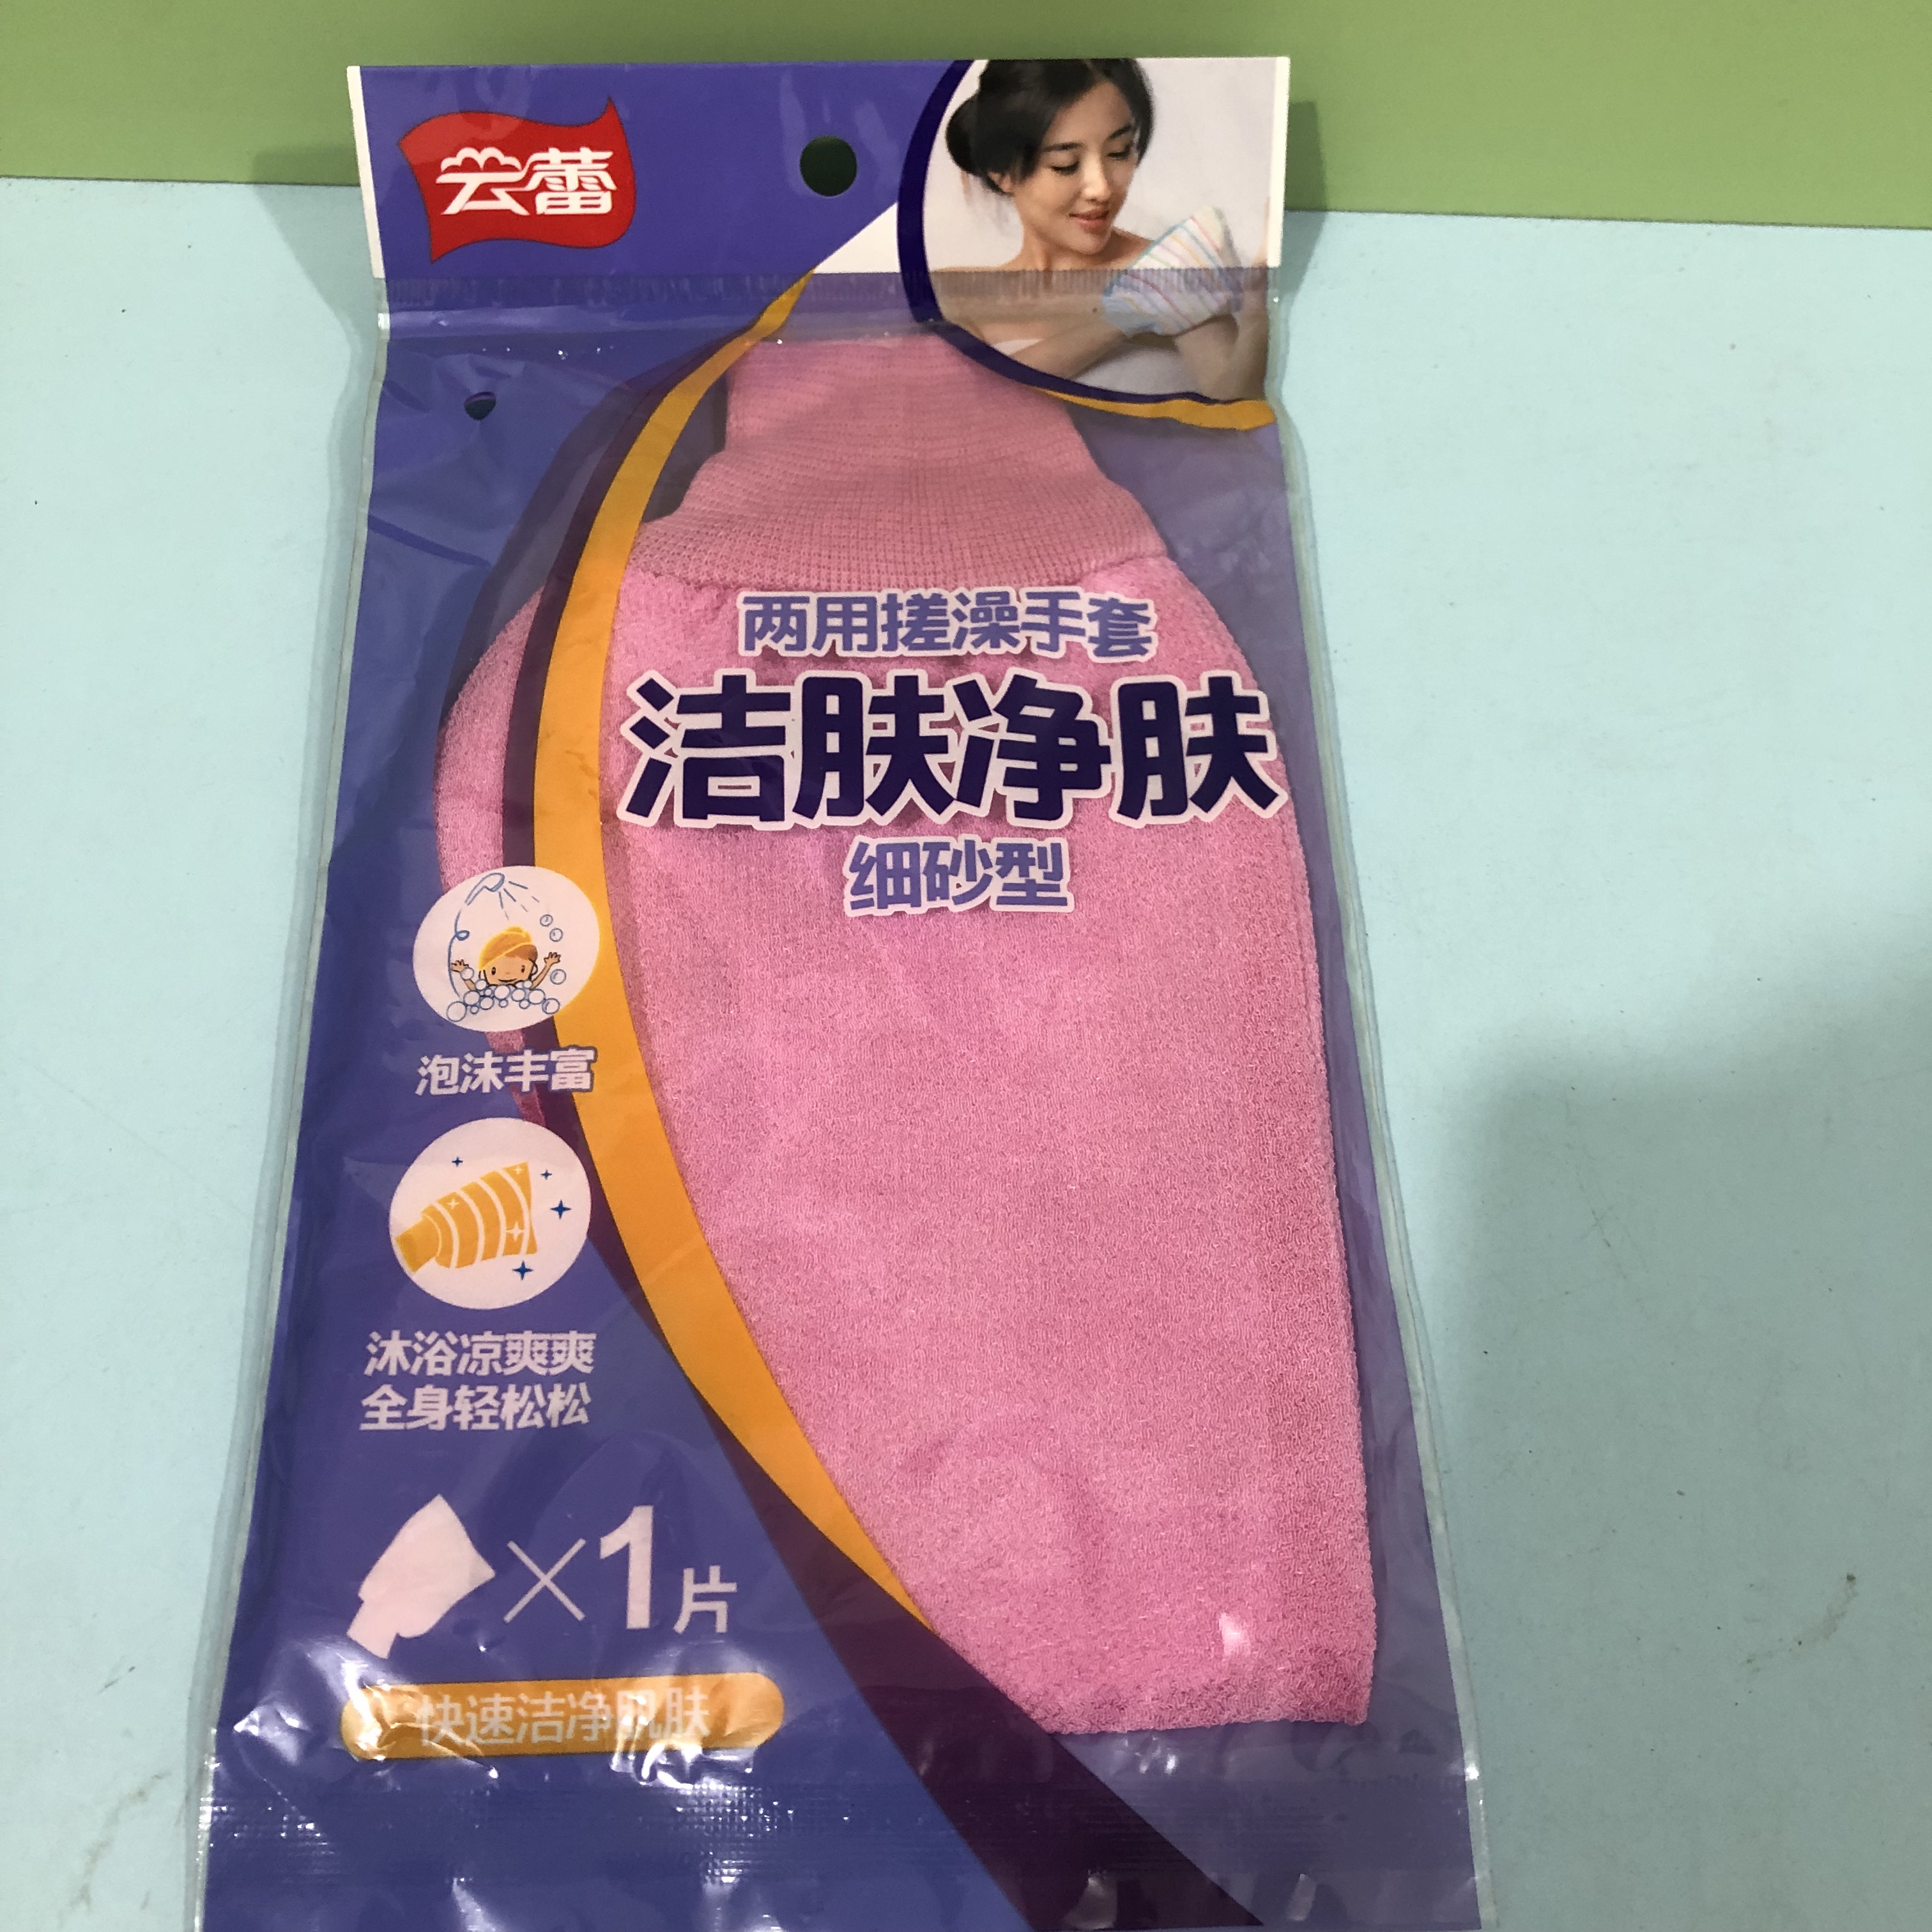 云蕾
两用搓澡手套
洁肤净肤
细砂型
泡沫丰富
沐浴凉爽爽
全身轻松松
×1片
快速洁净肌肤